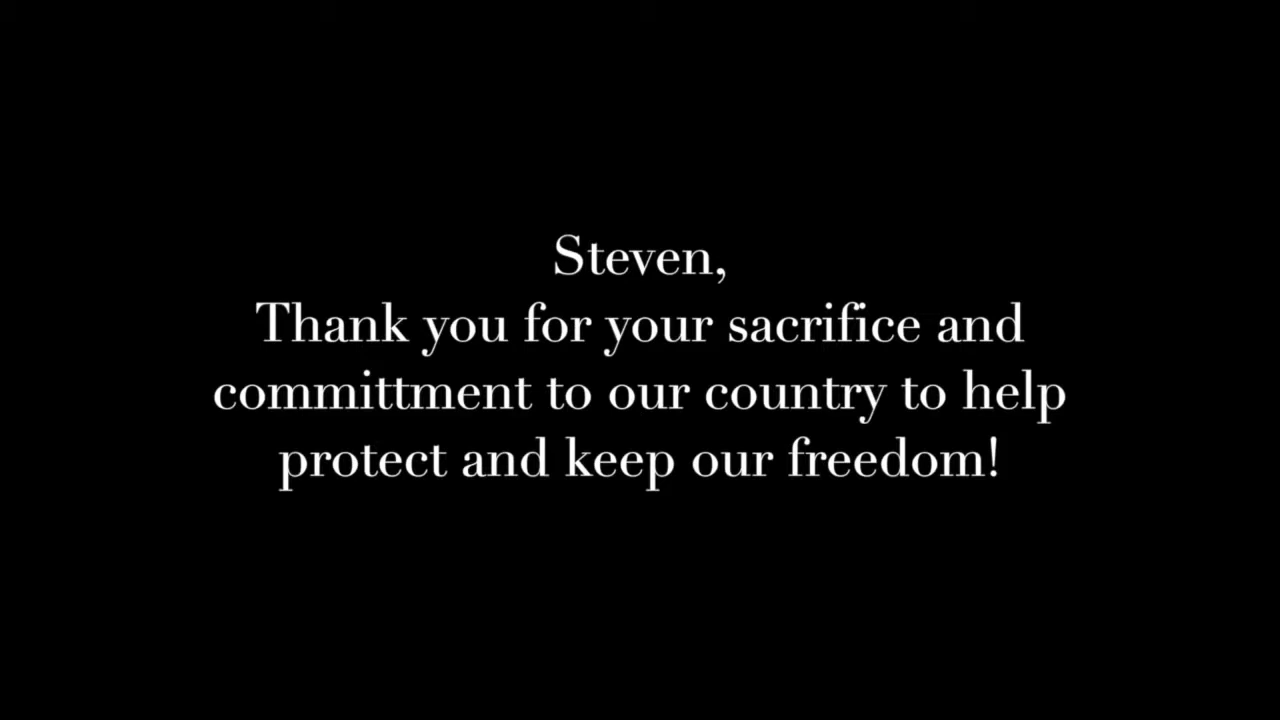 Steven,
Thank you for your sacrifice and
committment to our country to help
protect and keep our freedom!